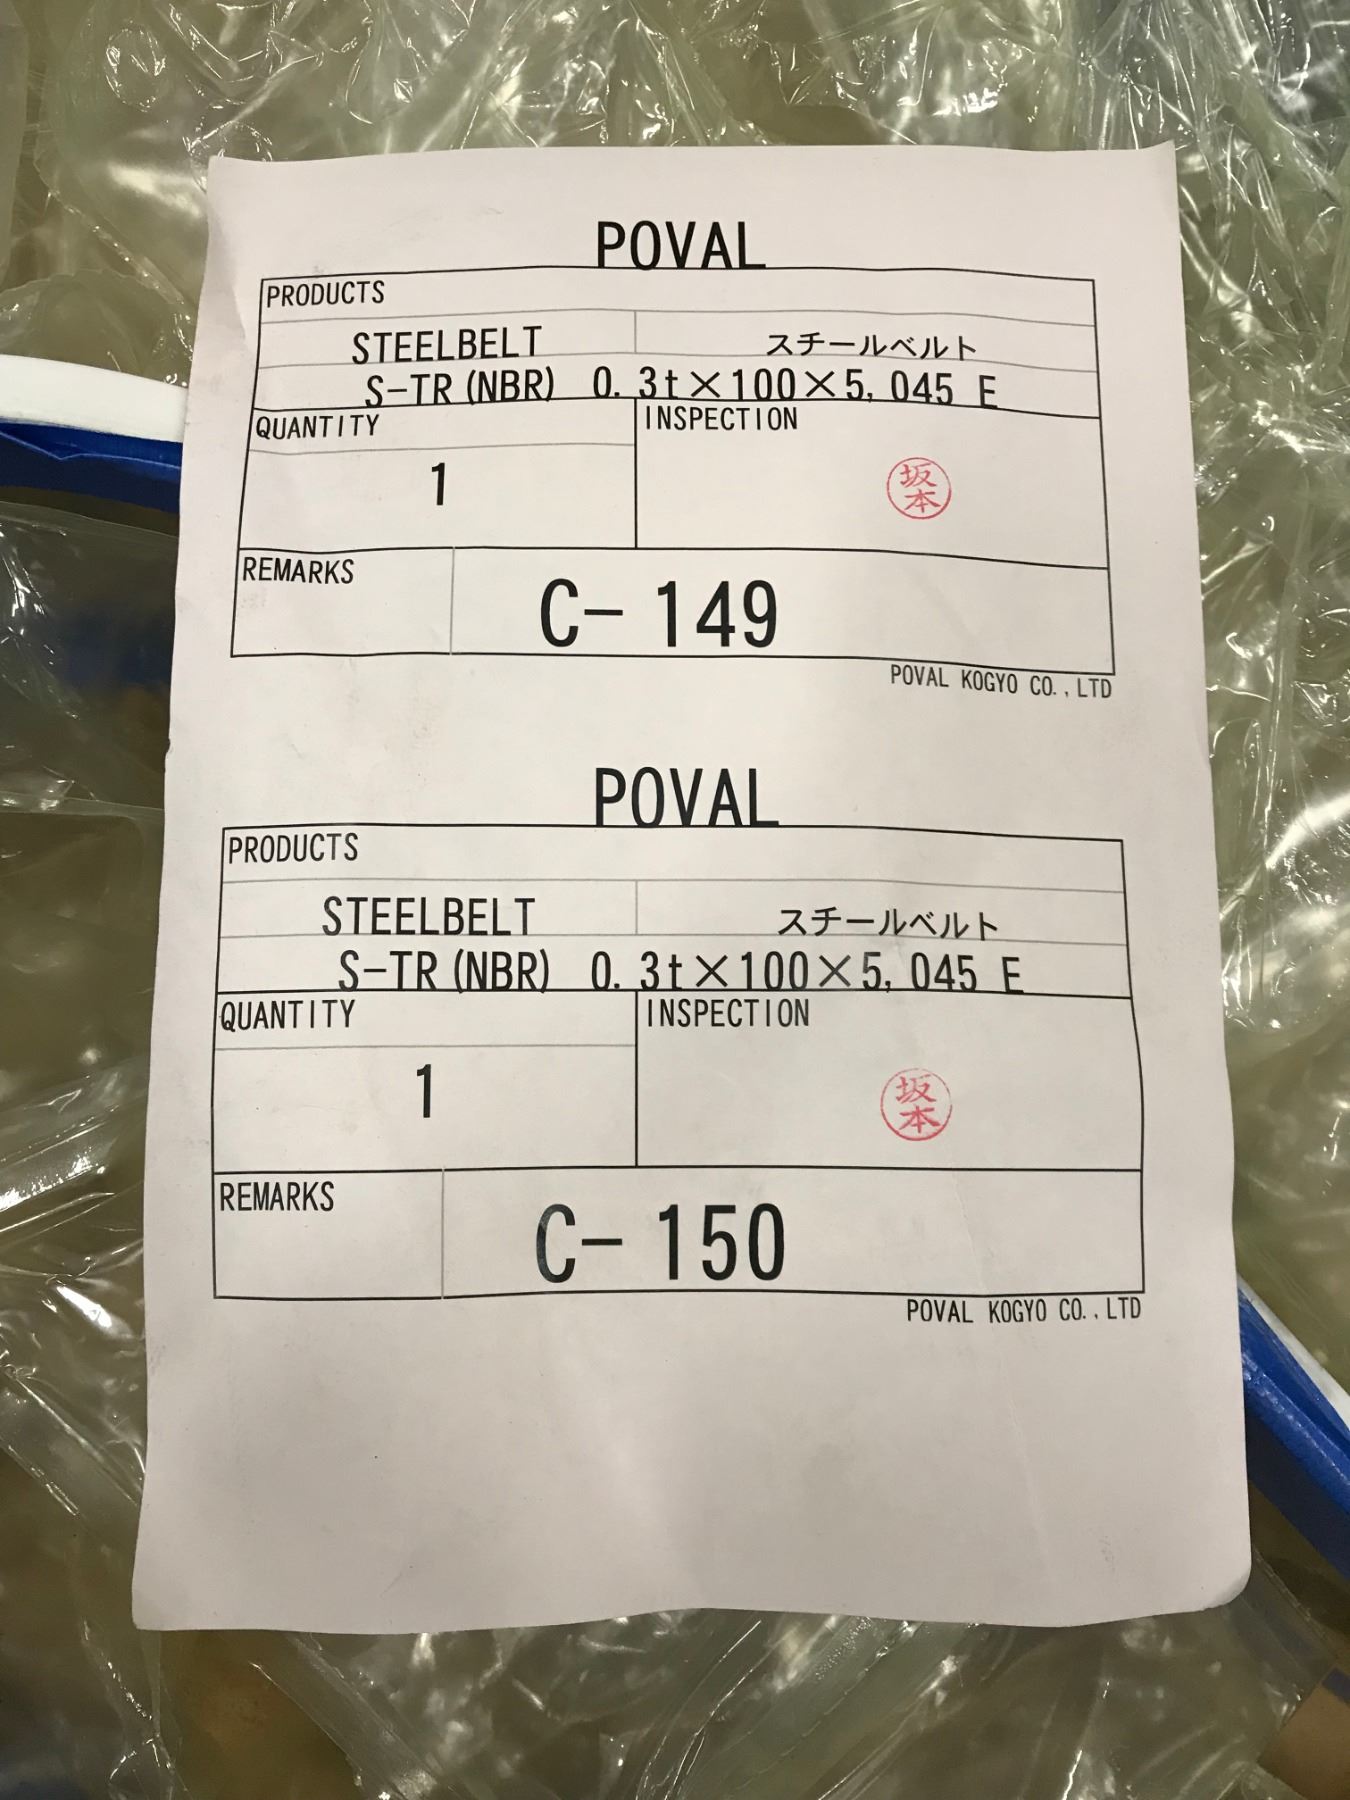 POVAL
PRODUCTS
STEELBELT スチールベルト
S-TR(NBR) 0.3t×100×5,045 E
QUANTITY INSPECTION
1
坂本
REMARKS
C- 149
POVAL KOGYO CO.,LTD
POVAL
PRODUCTS
STEELBELT スチールベルト
S-TR(NBR) 0.3t×100×5,045 E
QUANTITY INSPECTION
1
坂本
REMARKS
C- 150
POVAL KOGYO CO.,LTD